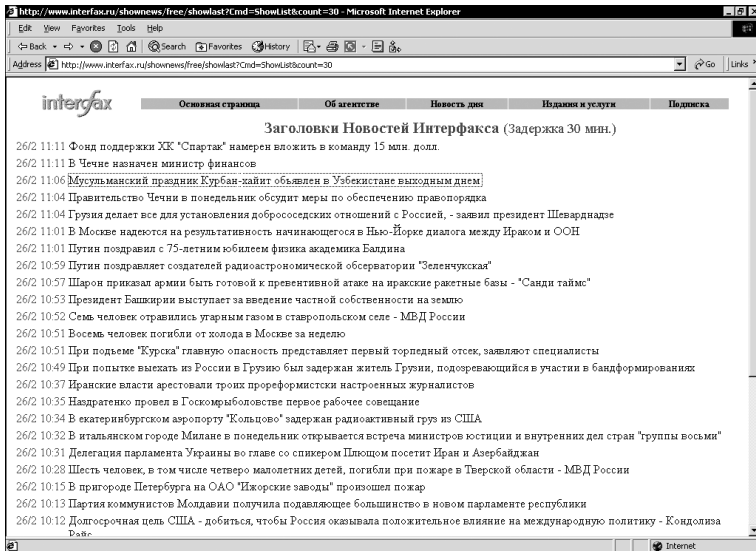 http://www.interfax.ru/shownews/free/showlast?Cmd=ShowList&count=30 - Microsoft Internet Explorer
Edit View Favorites Tools Help
Back Search Favorites History
Address http://www.interfax.ru/shownews/free/showlast?Cmd=ShowList&count=30 Go Links
interfax Основная страница Об агентстве Новость дня Издания и услуги Подписка
Заголовки Новостей Интерфакса (Задержка 30 мин.)
26/2 11:11 Фонд поддержки ХК "Спартак" намерен вложить в команду 15 млн. долл.
26/2 11:11 В Чечне назначен министр финансов
26/2 11:06 Мусульманский праздник Курбан-хайит объявлен в Узбекистане выходным днем
26/2 11:04 Правительство Чечни в понедельник обсудит меры по обеспечению правопорядка
26/2 11:04 Грузия делает все для установления добрососедских отношений с Россией, - заявил президент Шеварднадзе
26/2 11:01 В Москве надеются на результативность начинающегося в Нью-Йорке диалога между Ираком и ООН
26/2 11:01 Путин поздравил с 75-летним юбилеем физика академика Балдина
26/2 10:59 Путин поздравляет создателей радиоастрономической обсерватории "Зеленчукская"
26/2 10:57 Шарон приказал армии быть готовой к превентивной атаке на иракские ракетные базы - "Санди таймс"
26/2 10:53 Президент Башкирии выступает за введение частной собственности на землю
26/2 10:52 Семь человек отравились угарным газом в ставропольском селе - МВД России
26/2 10:51 Восемь человек погибли от холода в Москве за неделю
26/2 10:51 При подъеме "Курска" главную опасность представляет первый торпедный отсек, заявляют специалисты
26/2 10:49 При попытке выехать из России в Грузию был задержан житель Грузии, подозревающийся в участии в бандформированиях
26/2 10:37 Иранские власти арестовали троих прореформистски настроенных журналистов
26/2 10:35 Наздратенко провел в Госкомрыболовстве первое рабочее совещание
26/2 10:34 В екатеринбургском аэропорту "Кольцово" задержан радиоактивный груз из США
26/2 10:32 В итальянском городе Милане в понедельник открывается встреча министров юстиции и внутренних дел стран "группы восьми"
26/2 10:31 Делегация парламента Украины во главе со спикером Плющом посетит Иран и Азербайджан
26/2 10:28 Шесть человек, в том числе четверо малолетних детей, погибли при пожаре в Тверской области - МВД России
26/2 10:15 В пригороде Петербурга на ОАО "Ижорские заводы" произошел пожар
26/2 10:13 Партия коммунистов Молдавии получила подавляющее большинство в новом парламенте республики
26/2 10:12 Долгосрочная цель США - добиться, чтобы Россия оказывала положительное влияние на международную политику - Кондолиза
Райс
Internet